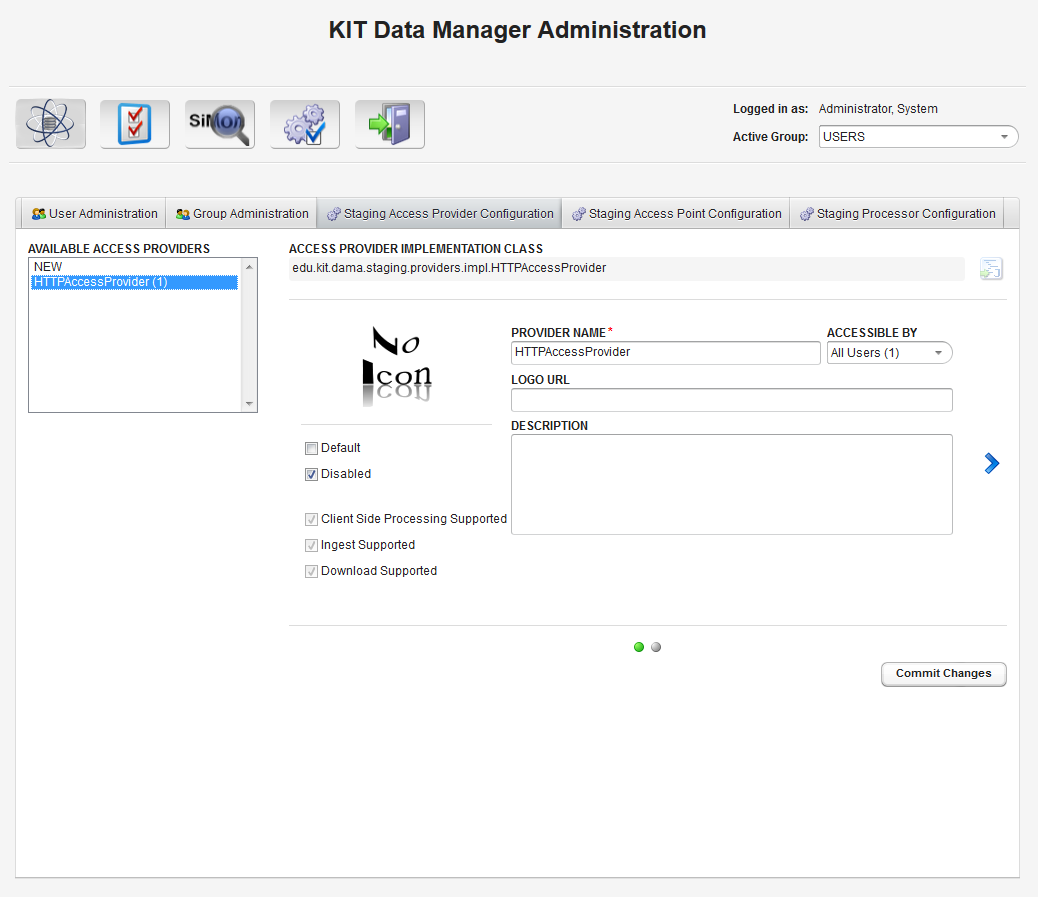 KIT Data Manager Administration
SiMon
Logged in as: Administrator, System
Active Group: USERS
User Administration Group Administration Staging Access Provider Configuration Staging Access Point Configuration Staging Processor Configuration
AVAILABLE ACCESS PROVIDERS
NEW
HTTPAccessProvider (1)
ACCESS PROVIDER IMPLEMENTATION CLASS
edu.kit.dama.staging.providers.impl.HTTPAccessProvider
No
Icon
Default
Disabled
Client Side Processing Supported
Ingest Supported
Download Supported
PROVIDER NAME* ACCESSIBLE BY
HTTPAccessProvider All Users (1)
LOGO URL
DESCRIPTION
Commit Changes